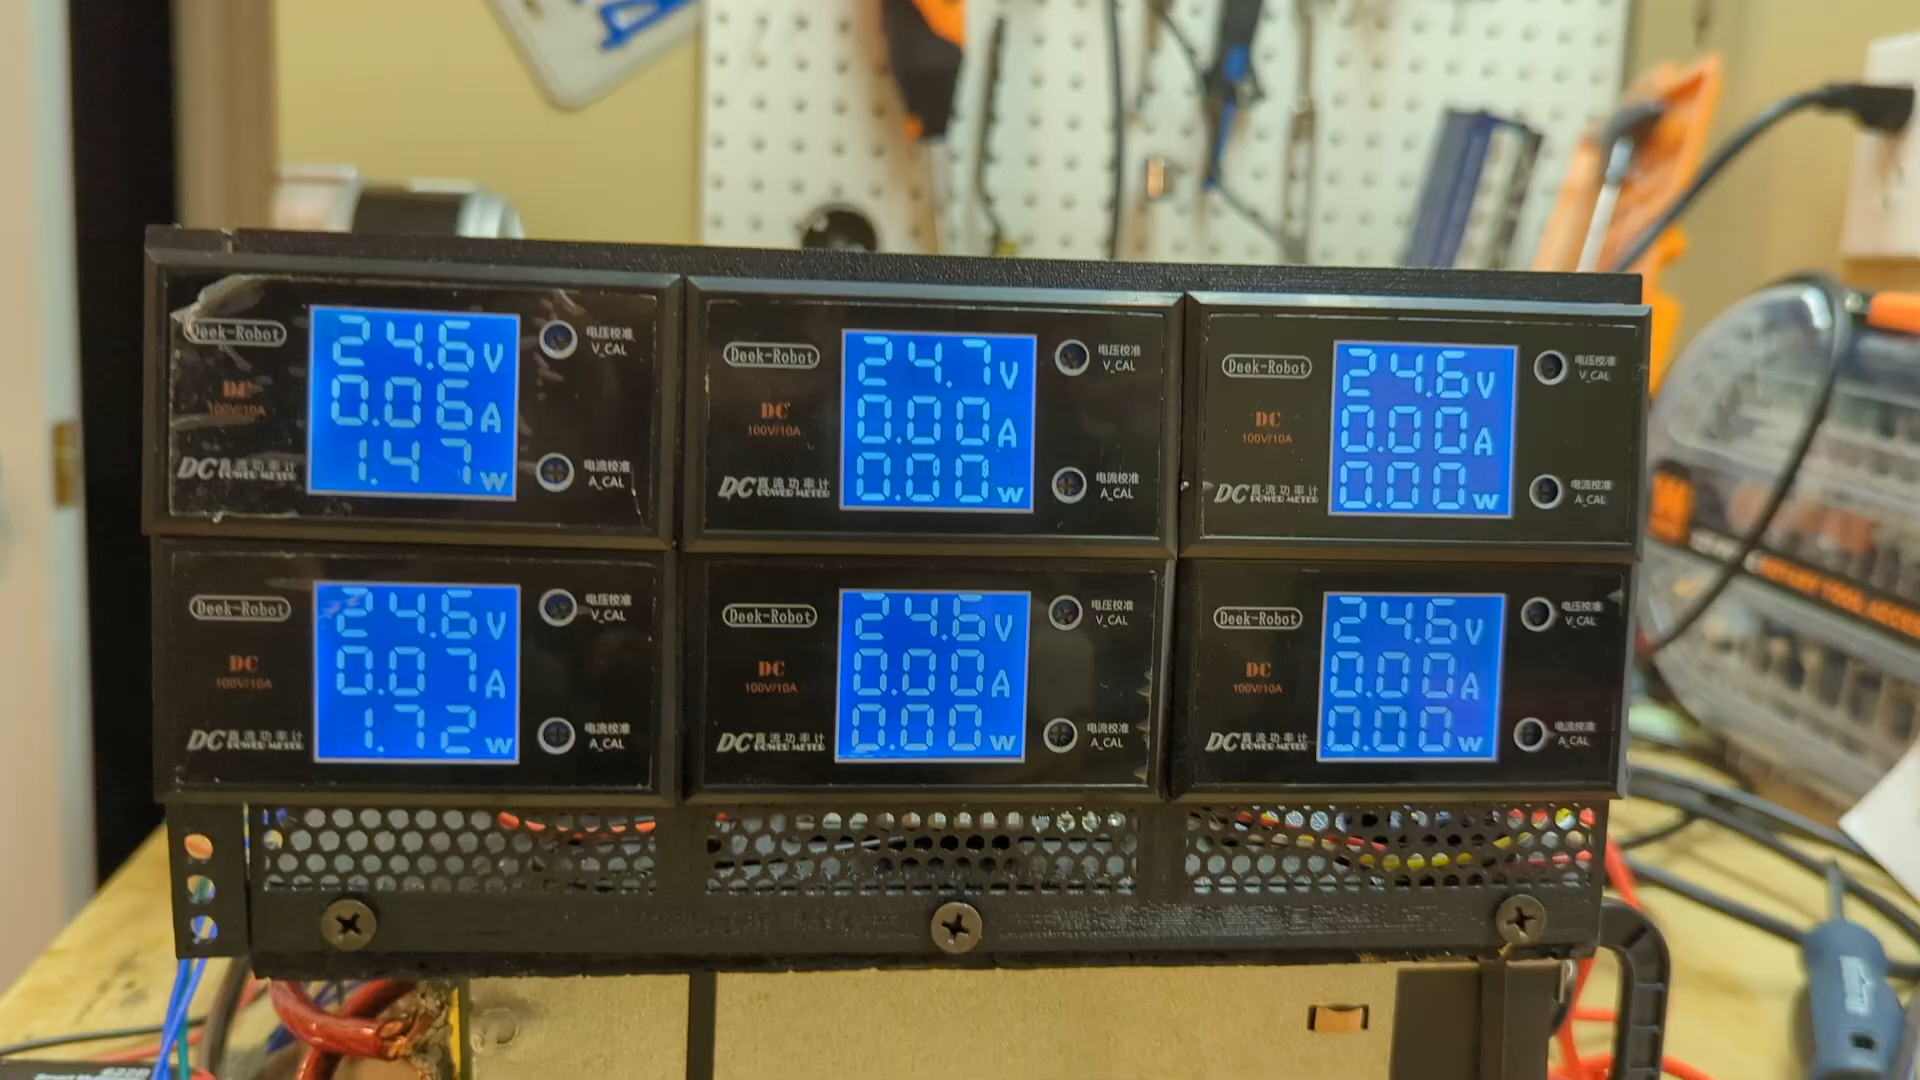 Deek-Robot
DC
100V/10A
DC 直流功率计
POWER METER
24.6V
0.06A
1.47W
电压校准
V_CAL
电流校准
A_CAL
Deek-Robot
DC
100V/10A
DC 直流功率计
POWER METER
24.7V
0.00A
0.00W
电压校准
V_CAL
电流校准
A_CAL
Deek-Robot
DC
100V/10A
DC 直流功率计
POWER METER
24.6V
0.00A
0.00W
电压校准
V_CAL
电流校准
A_CAL
Deek-Robot
DC
100V/10A
DC 直流功率计
POWER METER
24.6V
0.07A
1.72W
电压校准
V_CAL
电流校准
A_CAL
Deek-Robot
DC
100V/10A
DC 直流功率计
POWER METER
24.6V
0.00A
0.00W
电压校准
V_CAL
电流校准
A_CAL
Deek-Robot
DC
100V/10A
DC 直流功率计
POWER METER
24.6V
0.00A
0.00W
电压校准
V_CAL
电流校准
A_CAL